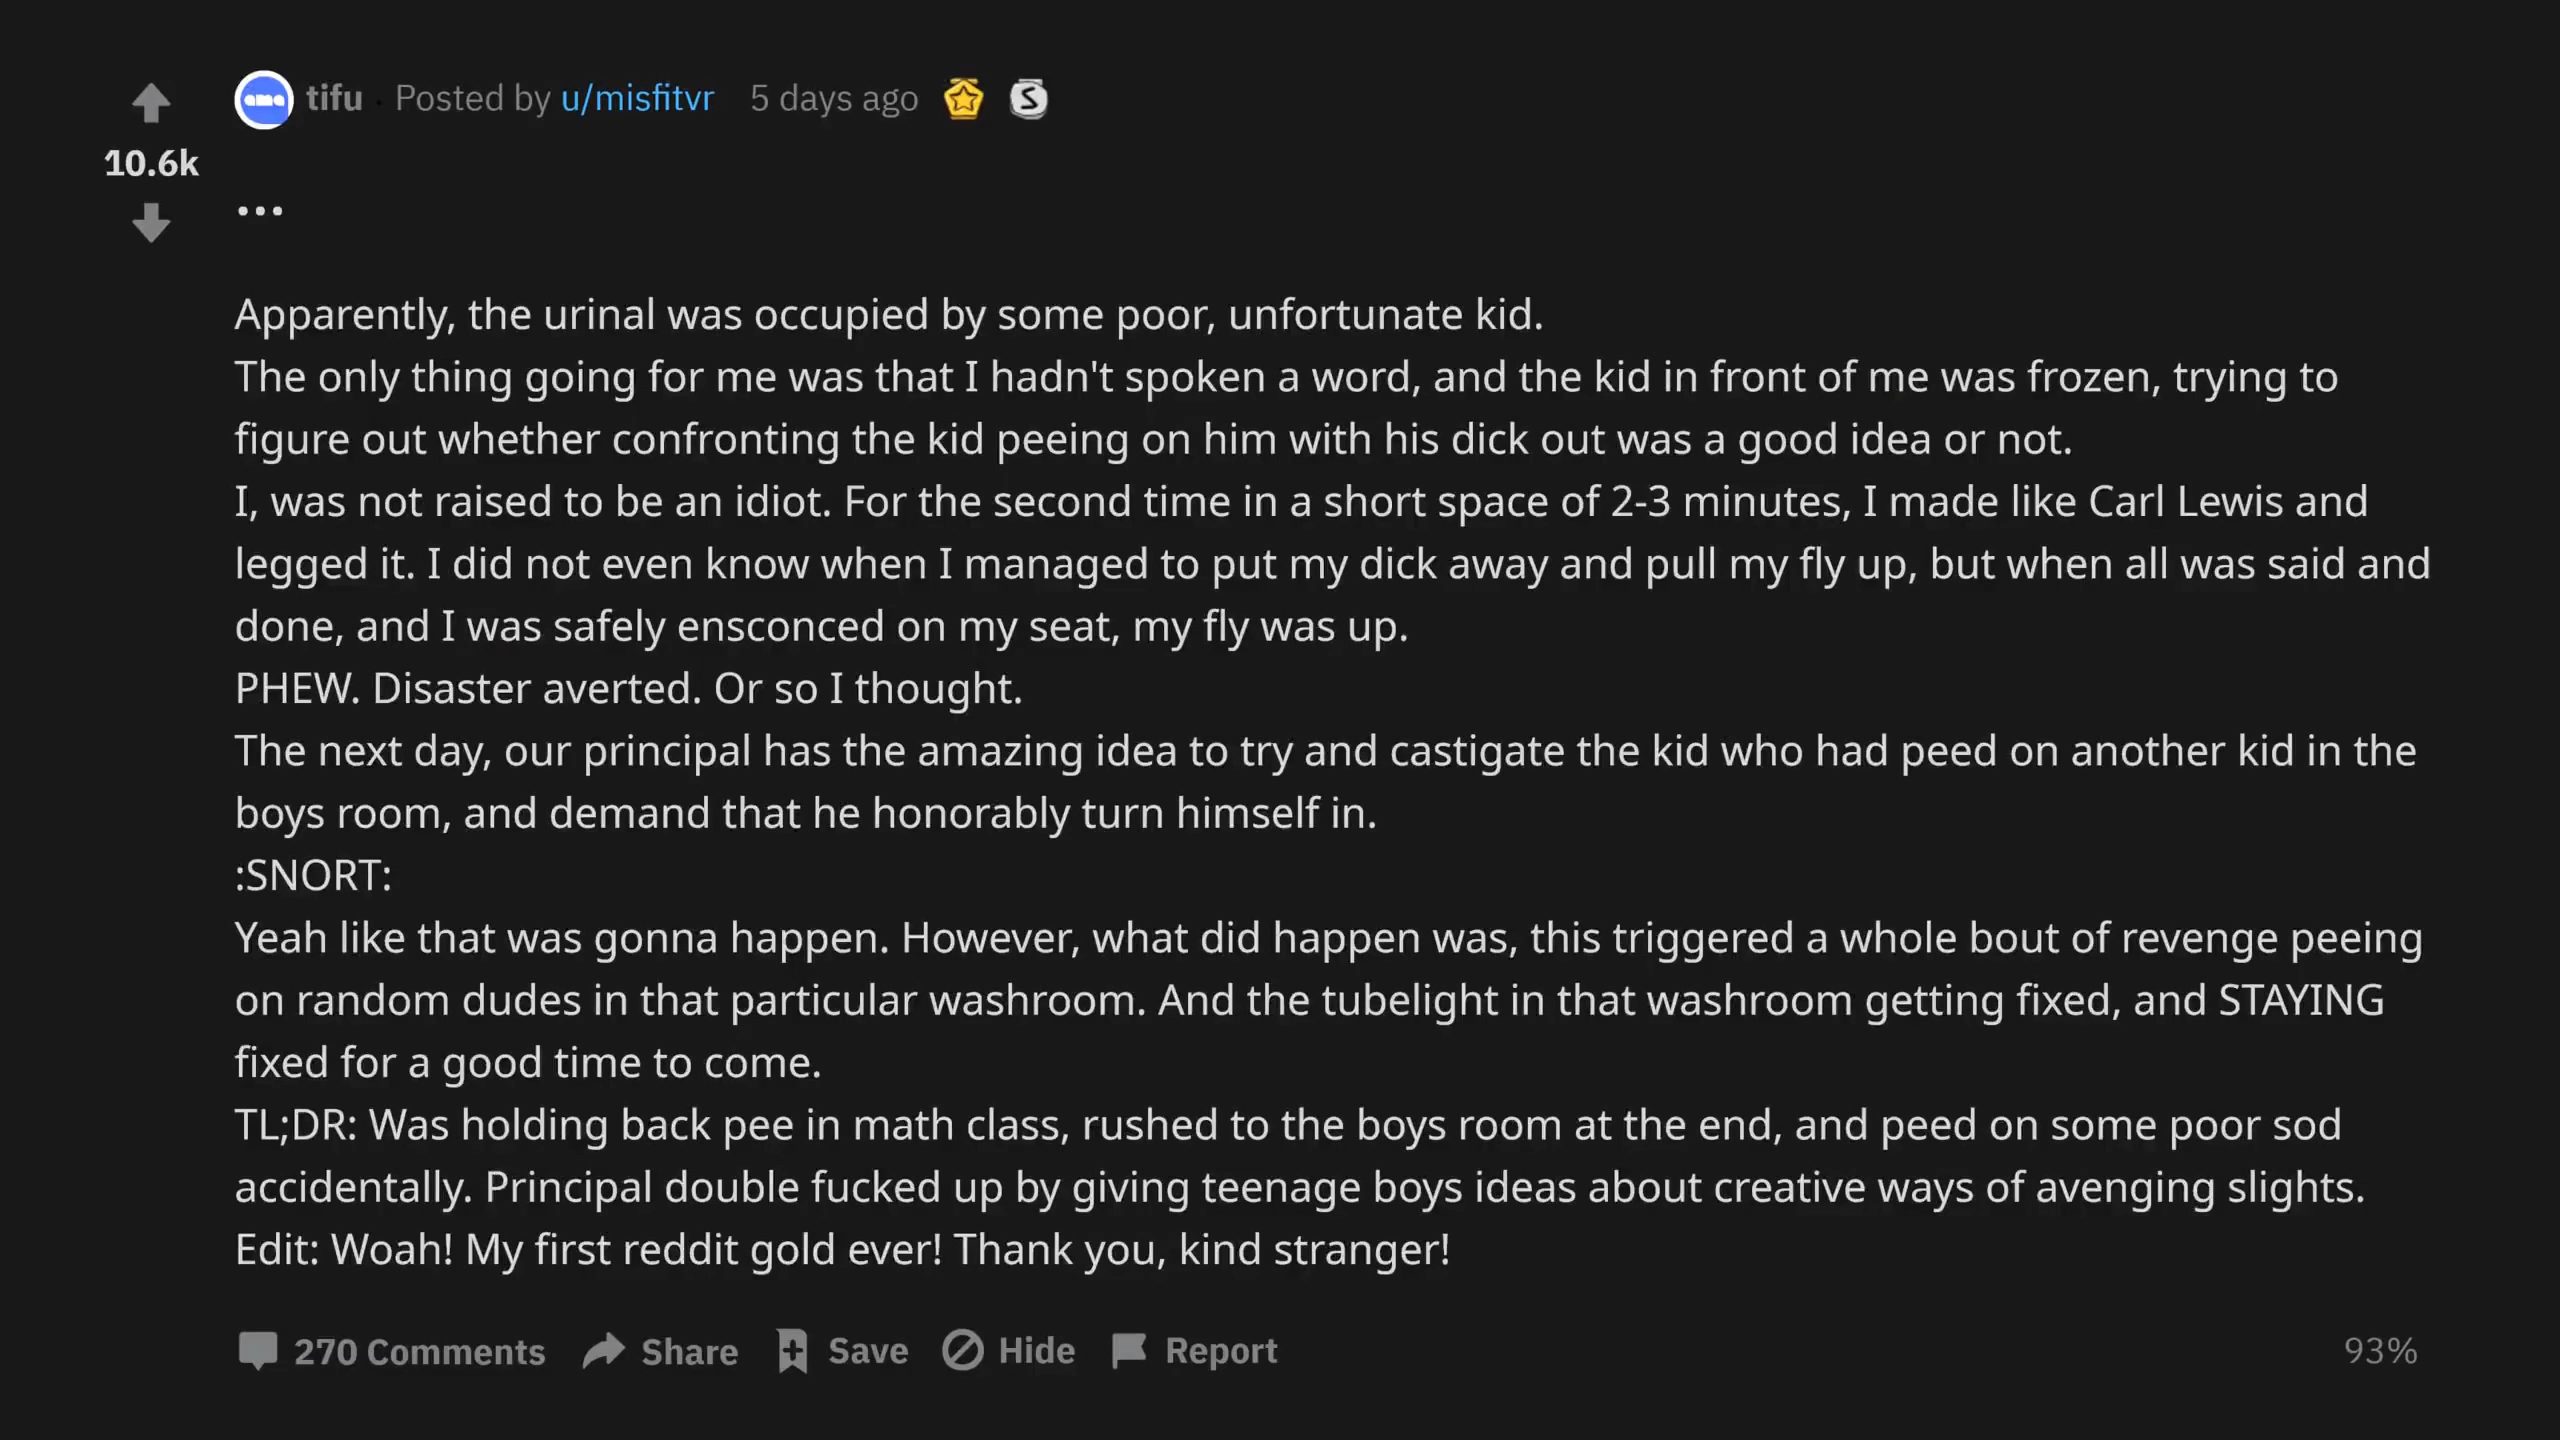 ama tifu · Posted by u/misfitvr 5 days ago S
10.6k
...
Apparently, the urinal was occupied by some poor, unfortunate kid.
The only thing going for me was that I hadn't spoken a word, and the kid in front of me was frozen, trying to
figure out whether confronting the kid peeing on him with his dick out was a good idea or not.
I, was not raised to be an idiot. For the second time in a short space of 2-3 minutes, I made like Carl Lewis and
legged it. I did not even know when I managed to put my dick away and pull my fly up, but when all was said and
done, and I was safely ensconced on my seat, my fly was up.
PHEW. Disaster averted. Or so I thought.
The next day, our principal has the amazing idea to try and castigate the kid who had peed on another kid in the
boys room, and demand that he honorably turn himself in.
:SNORT:
Yeah like that was gonna happen. However, what did happen was, this triggered a whole bout of revenge peeing
on random dudes in that particular washroom. And the tubelight in that washroom getting fixed, and STAYING
fixed for a good time to come.
TL;DR: Was holding back pee in math class, rushed to the boys room at the end, and peed on some poor sod
accidentally. Principal double fucked up by giving teenage boys ideas about creative ways of avenging slights.
Edit: Woah! My first reddit gold ever! Thank you, kind stranger!
270 Comments Share Save Hide Report 93%